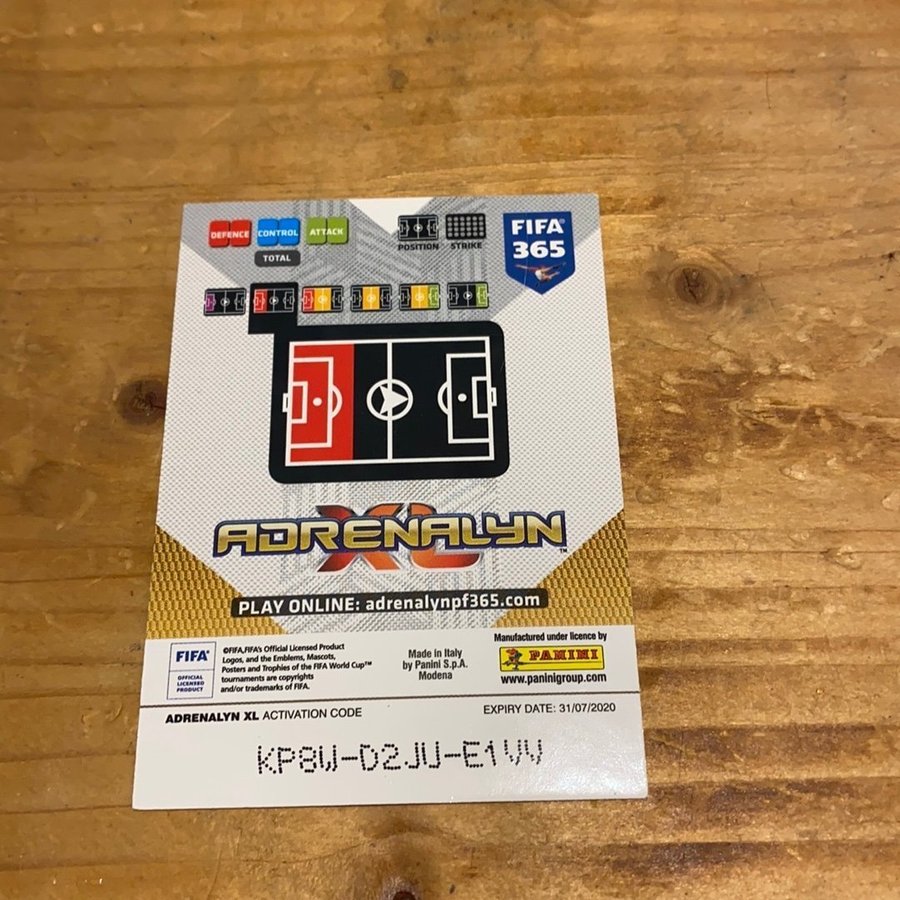 DEFENCE CONTROL ATTACK
TOTAL
POSITION STRIKE
FIFA
365
ADRENALYN XL™
PLAY ONLINE: adrenalynpf365.com
FIFA®
OFFICIAL
LICENSED
PRODUCT
©FIFA,FIFA's Official Licensed Product
Logos, and the Emblems, Mascots,
Posters and Trophies of the FIFA World Cup™
tournaments are copyrights
and/or trademarks of FIFA.
Made in Italy
by Panini S.p.A.
Modena
Manufactured under licence by
PANINI
www.paninigroup.com
ADRENALYN XL ACTIVATION CODE
EXPIRY DATE: 31/07/2020
KP8W-D2JU-E1VV